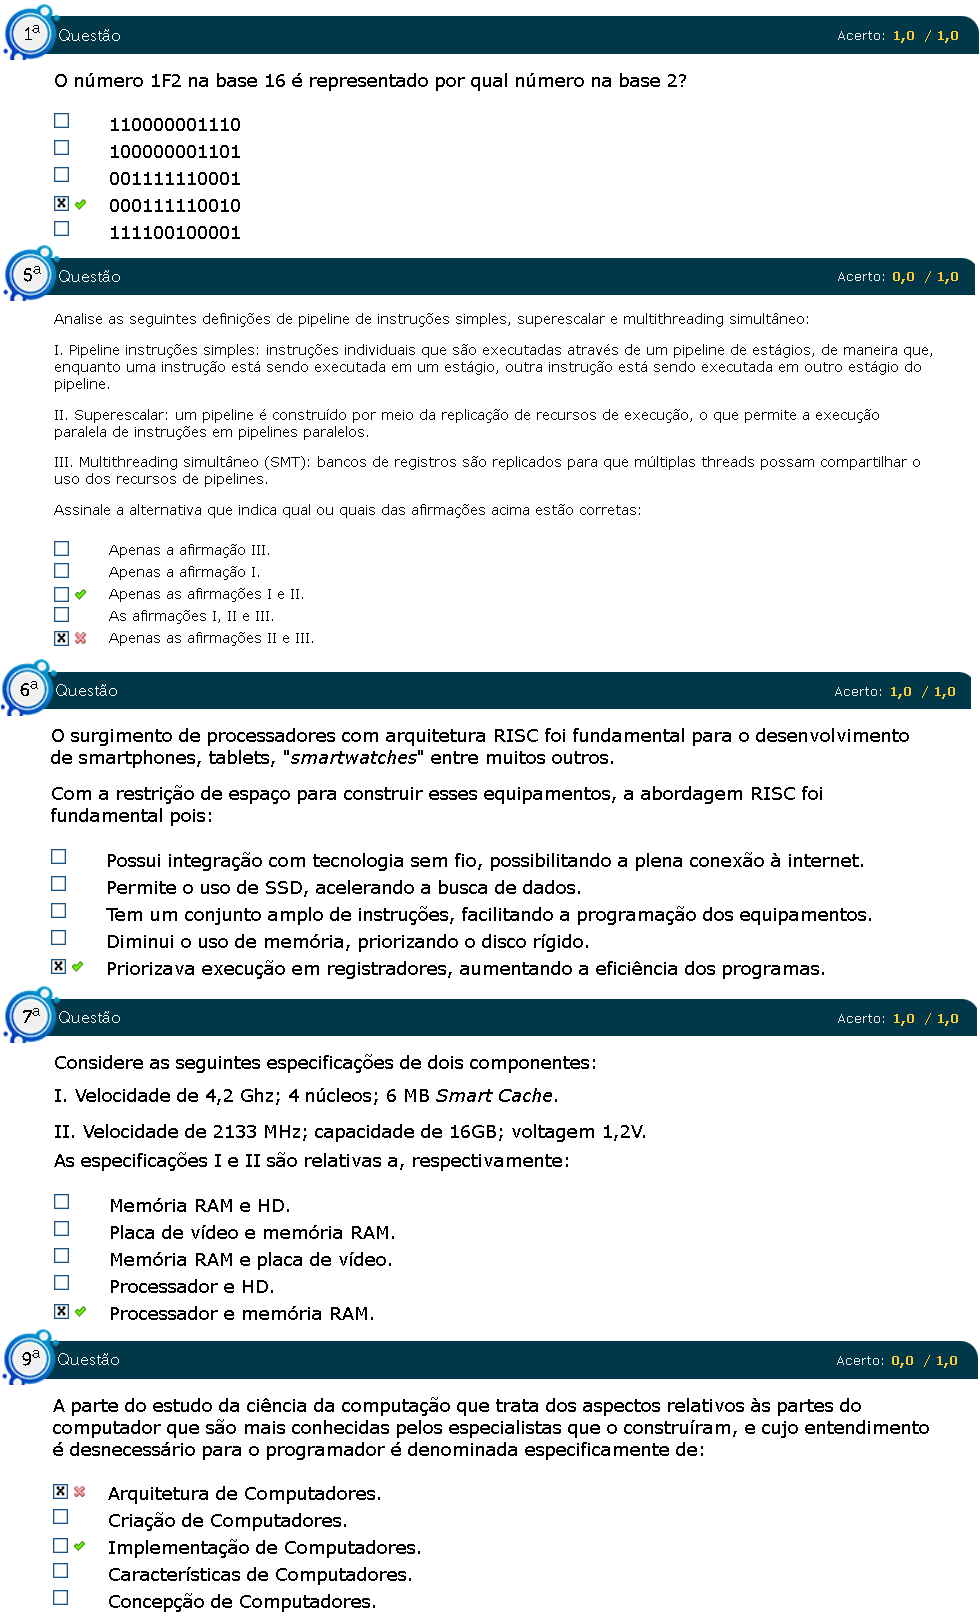 1ª Questão Acerto: 1,0 / 1,0
O número 1F2 na base 16 é representado por qual número na base 2?
110000001110
100000001101
001111110001
000111110010
111100100001
5ª Questão Acerto: 0,0 / 1,0
Analise as seguintes definições de pipeline de instruções simples, superescalar e multithreading simultâneo:
I. Pipeline instruções simples: instruções individuais que são executadas através de um pipeline de estágios, de maneira que,
enquanto uma instrução está sendo executada em um estágio, outra instrução está sendo executada em outro estágio do
pipeline.
II. Superescalar: um pipeline é construído por meio da replicação de recursos de execução, o que permite a execução
paralela de instruções em pipelines paralelos.
III. Multithreading simultâneo (SMT): bancos de registros são replicados para que múltiplas threads possam compartilhar o
uso dos recursos de pipelines.
Assinale a alternativa que indica qual ou quais das afirmações acima estão corretas:
Apenas a afirmação III.
Apenas a afirmação I.
Apenas as afirmações I e II.
As afirmações I, II e III.
Apenas as afirmações II e III.
6ª Questão Acerto: 1,0 / 1,0
O surgimento de processadores com arquitetura RISC foi fundamental para o desenvolvimento
de smartphones, tablets, "smartwatches" entre muitos outros.
Com a restrição de espaço para construir esses equipamentos, a abordagem RISC foi
fundamental pois:
Possui integração com tecnologia sem fio, possibilitando a plena conexão à internet.
Permite o uso de SSD, acelerando a busca de dados.
Tem um conjunto amplo de instruções, facilitando a programação dos equipamentos.
Diminui o uso de memória, priorizando o disco rígido.
Priorizava execução em registradores, aumentando a eficiência dos programas.
7ª Questão Acerto: 1,0 / 1,0
Considere as seguintes especificações de dois componentes:
I. Velocidade de 4,2 Ghz; 4 núcleos; 6 MB Smart Cache.
II. Velocidade de 2133 MHz; capacidade de 16GB; voltagem 1,2V.
As especificações I e II são relativas a, respectivamente:
Memória RAM e HD.
Placa de vídeo e memória RAM.
Memória RAM e placa de vídeo.
Processador e HD.
Processador e memória RAM.
9ª Questão Acerto: 0,0 / 1,0
A parte do estudo da ciência da computação que trata dos aspectos relativos às partes do
computador que são mais conhecidas pelos especialistas que o construíram, e cujo entendimento
é desnecessário para o programador é denominada especificamente de:
Arquitetura de Computadores.
Criação de Computadores.
Implementação de Computadores.
Características de Computadores.
Concepção de Computadores.